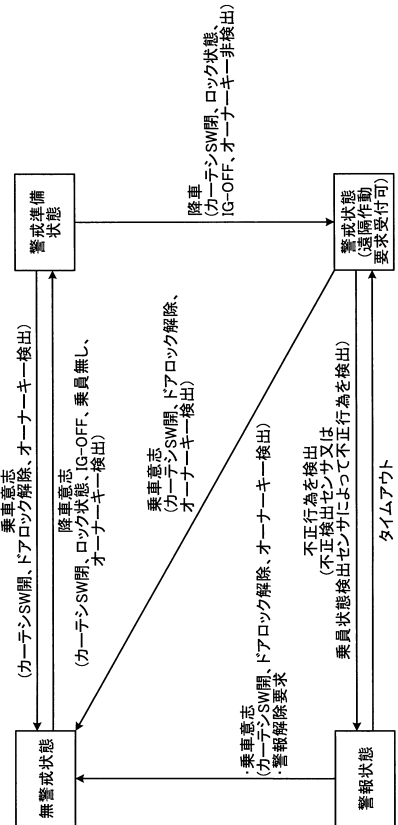 無警戒状態
乗車意志
(カーテシSW開、ドアロック解除、オーナーキー検出)
降車意志
(カーテシSW閉、ロック状態、IG-OFF、乗員無し、
オーナーキー検出)
警戒準備
状態
乗車意志
(カーテシSW開、ドアロック解除、
オーナーキー検出)
降車
(カーテシSW閉、ロック状態、
IG-OFF、オーナーキー非検出)
・乗車意志
(カーテシSW開、ドアロック解除、オーナーキー検出)
・警報解除要求
警報状態
不正行為を検出
(不正検出センサ又は
乗員状態検出センサによって不正行為を検出)
タイムアウト
警戒状態
(遠隔作動
要求受付可)